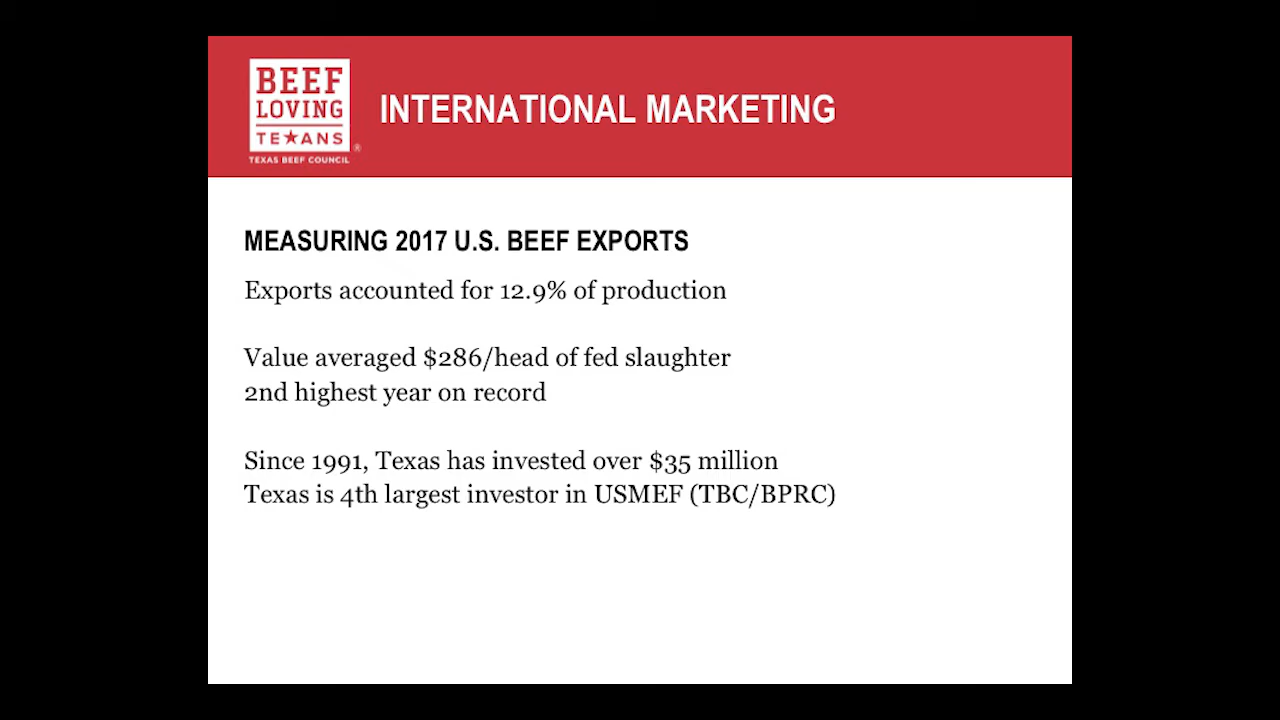 BEEF
LOVING
TEXANS
TEXAS BEEF COUNCIL
®
INTERNATIONAL MARKETING
MEASURING 2017 U.S. BEEF EXPORTS
Exports accounted for 12.9% of production
Value averaged $286/head of fed slaughter
2nd highest year on record
Since 1991, Texas has invested over $35 million
Texas is 4th largest investor in USMEF (TBC/BPRC)